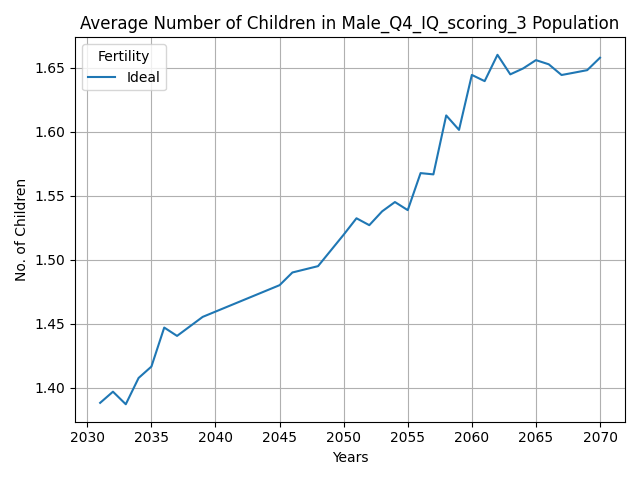 Average Number of Children in Male_Q4_IQ_scoring_3 Population
Fertility
Ideal
No. of Children
1.65
1.60
1.55
1.50
1.45
1.40
2030 2035 2040 2045 2050 2055 2060 2065 2070
Years